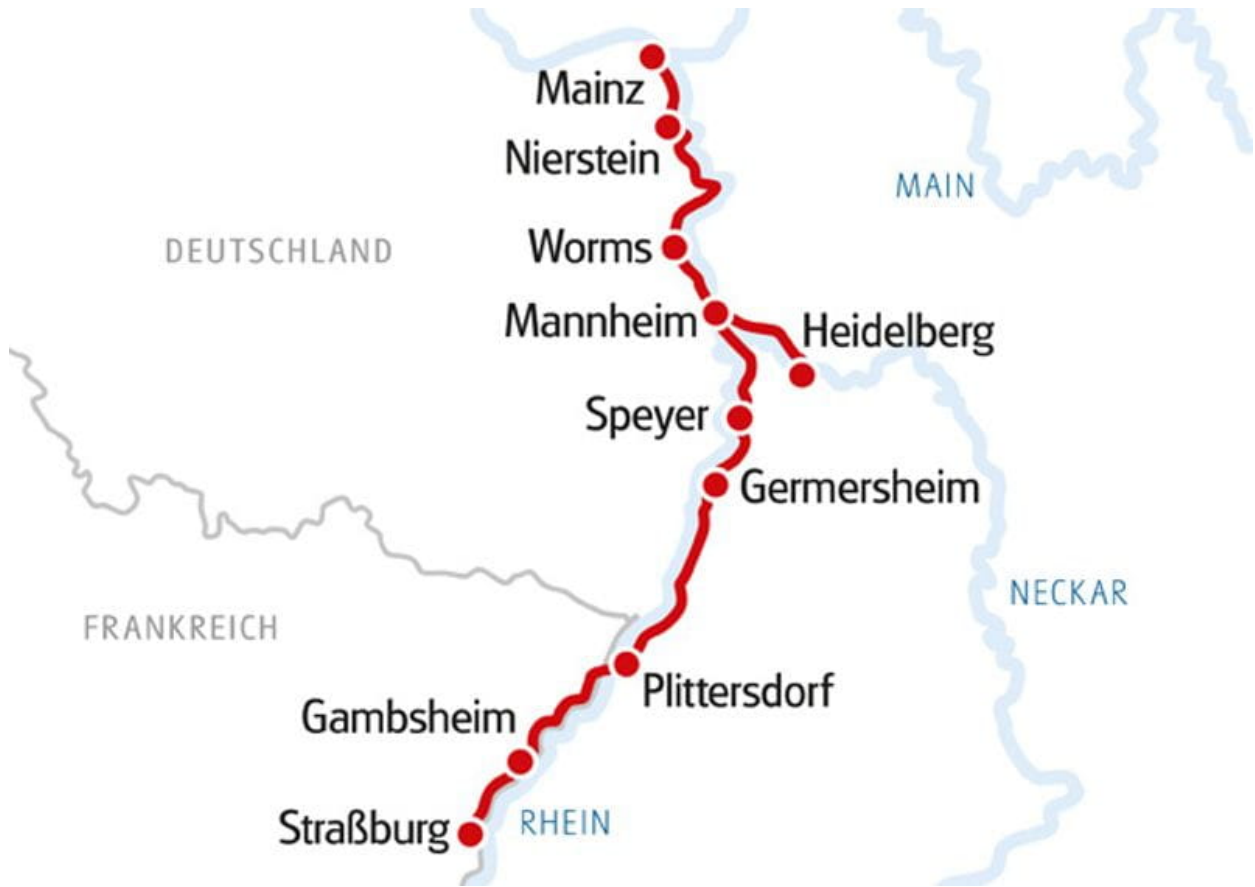 Mainz
Nierstein
MAIN
DEUTSCHLAND
Worms
Mannheim
Heidelberg
Speyer
Germersheim
NECKAR
FRANKREICH
Plittersdorf
Gambsheim
Straßburg
RHEIN